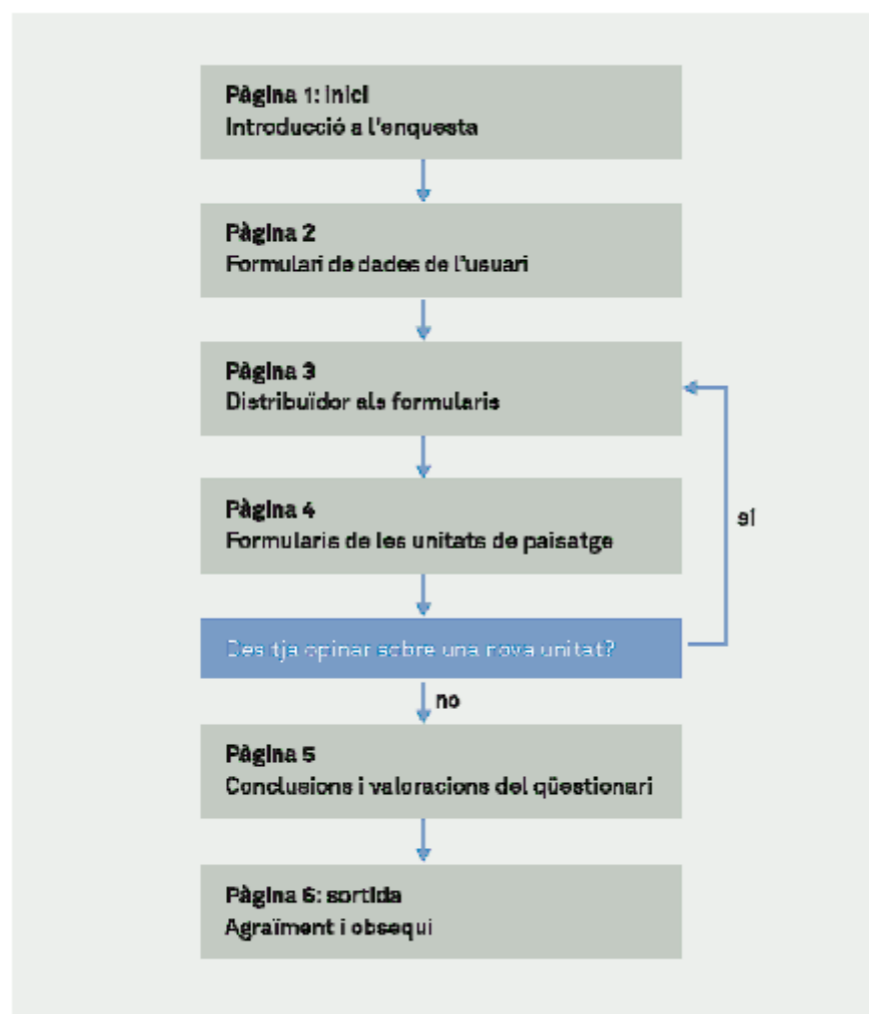 Pàgina 1: inici
Introducció a l'enquesta
Pàgina 2
Formulari de dades de l'usuari
Pàgina 3
Distribuïdor als formularis
Pàgina 4
Formularis de les unitats de paisatge
sí
Des tja opinar sobre una nova unitat?
no
Pàgina 5
Conclusions i valoracions del qüestionari
Pàgina 6: sortida
Agraïment i obsequi